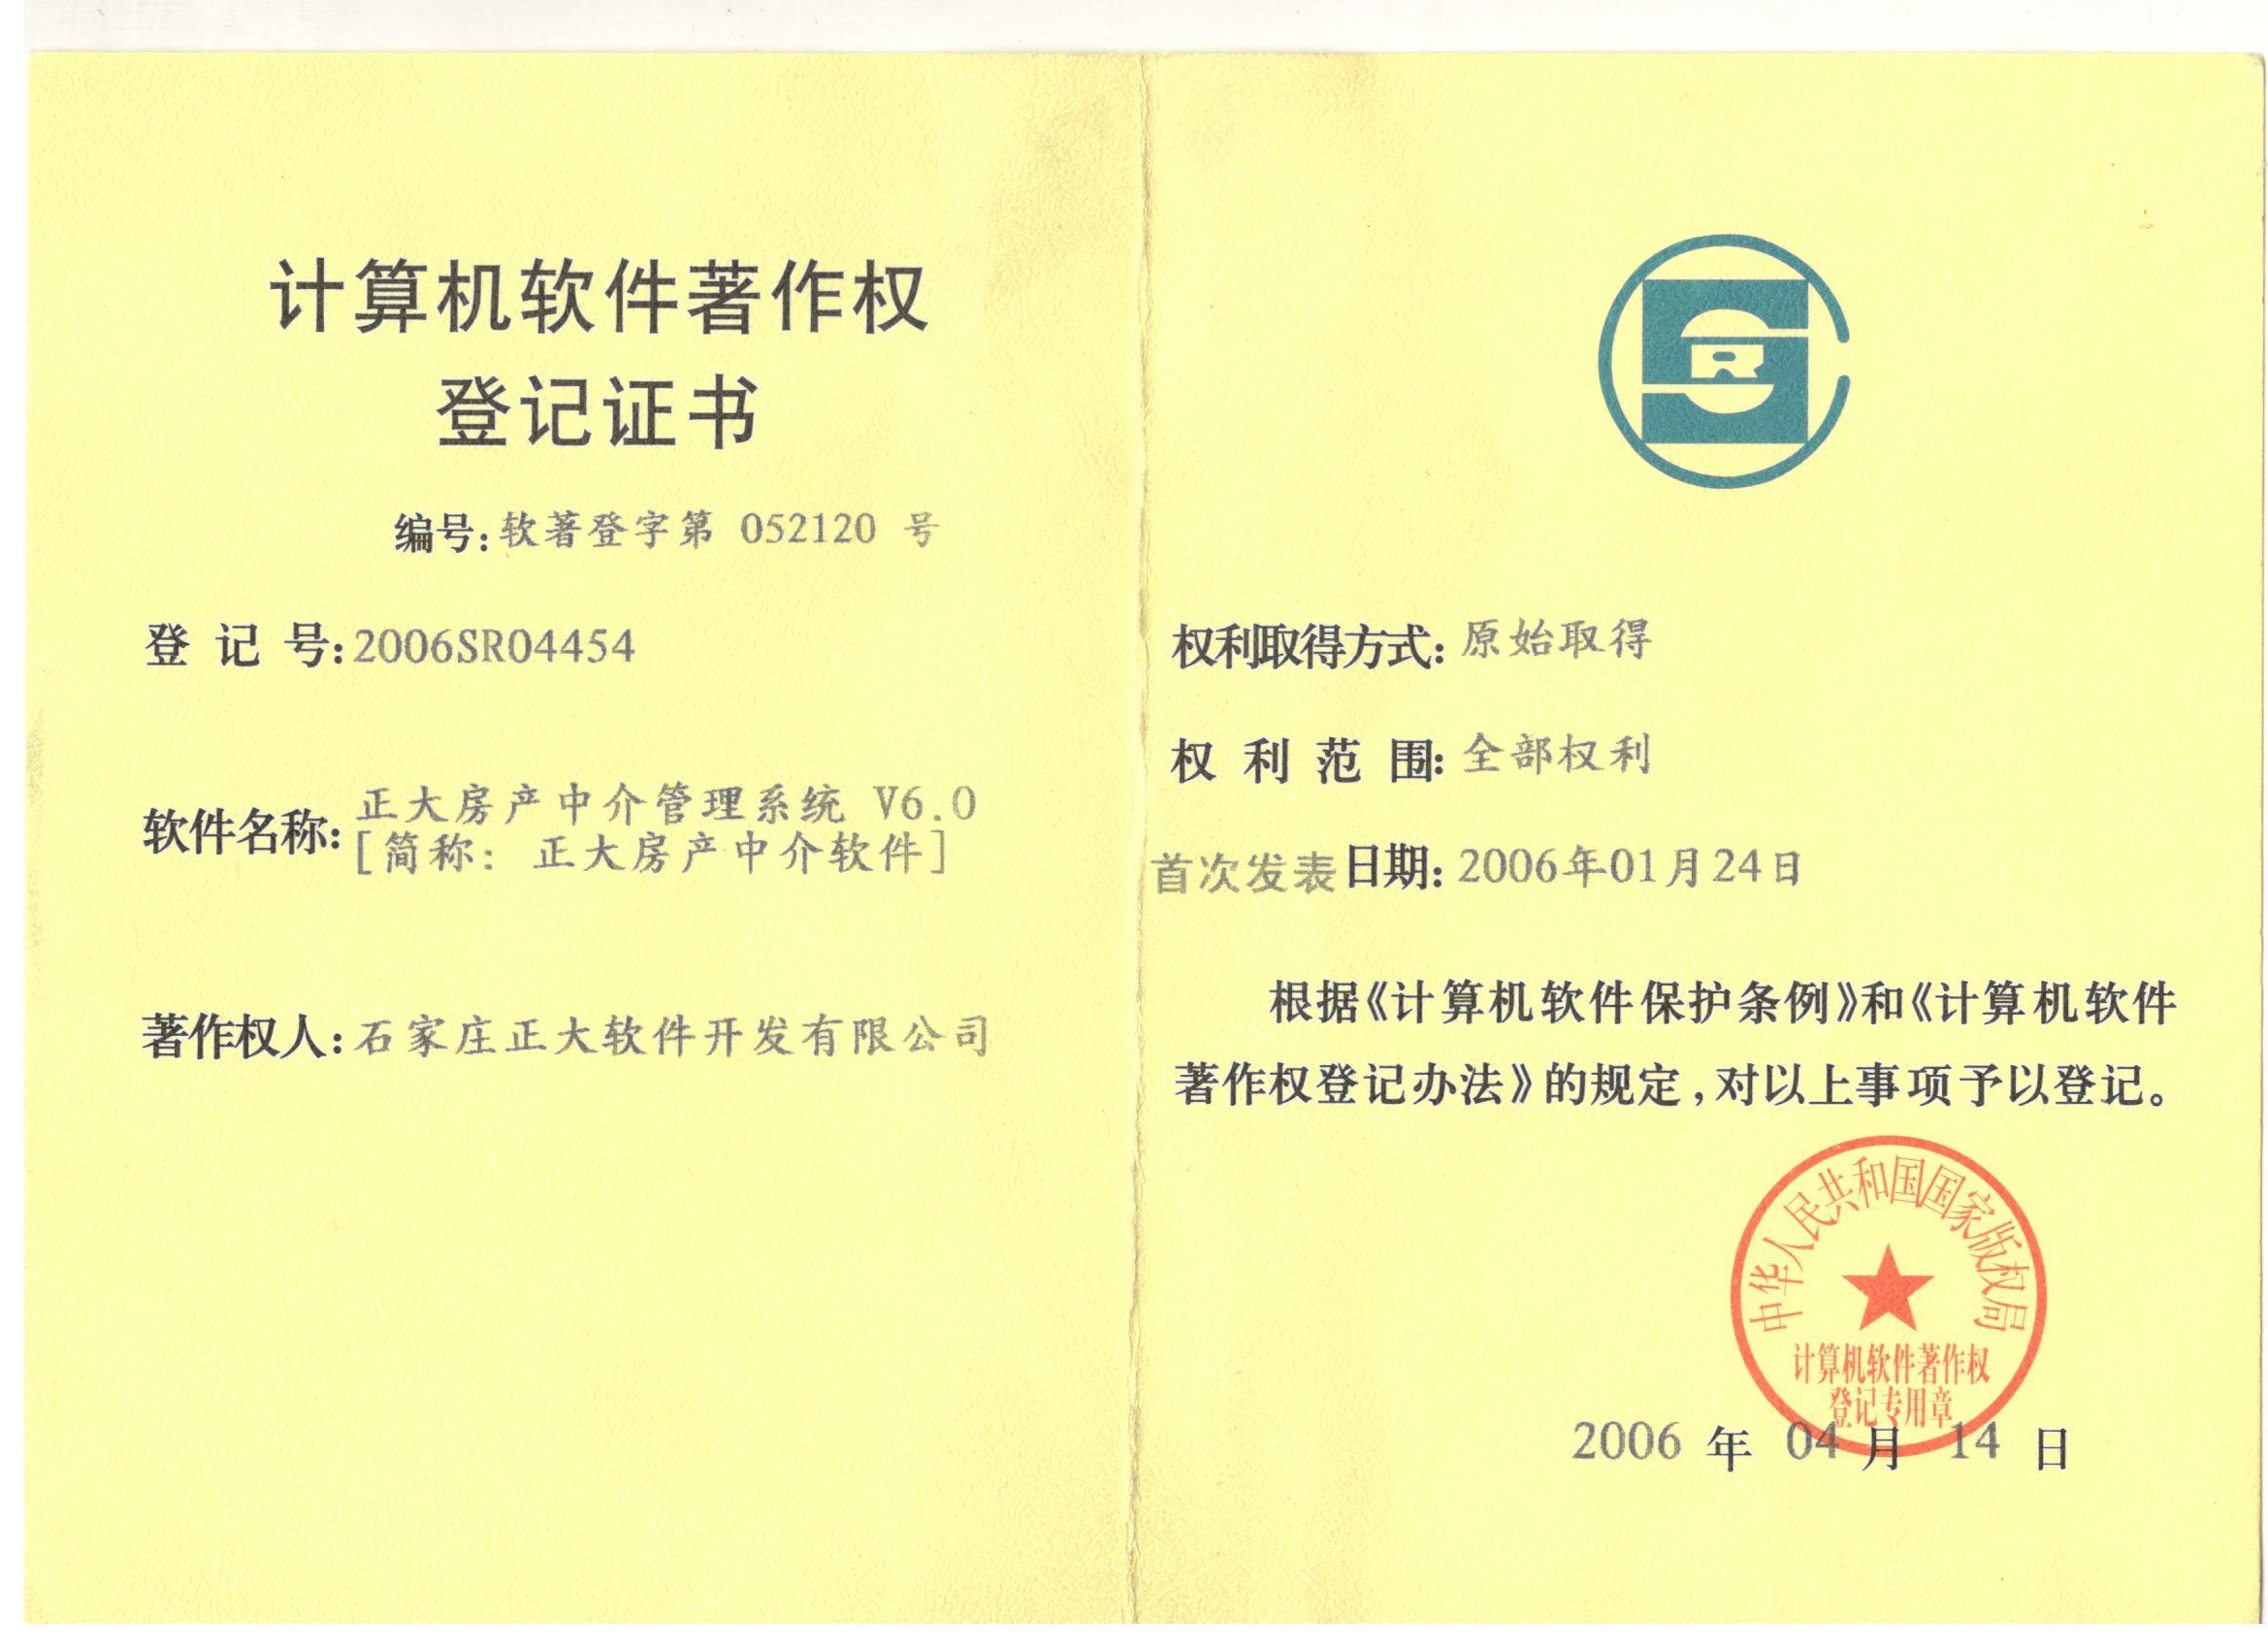 计算机软件著作权
登记证书
编号:软著登字第 052120 号
登 记 号:2006SR04454
软件名称:正大房产中介管理系统 V6.0
[简称: 正大房产中介软件]
著作权人:石家庄正大软件开发有限公司
SR
权利取得方式:原始取得
权 利 范 围:全部权利
首次发表日期:2006年01月24日
根据《计算机软件保护条例》和《计算机软件
著作权登记办法》的规定,对以上事项予以登记。
中华人民共和国国家版权局
计算机软件著作权
登记专用章
2006 年 04 月 14 日